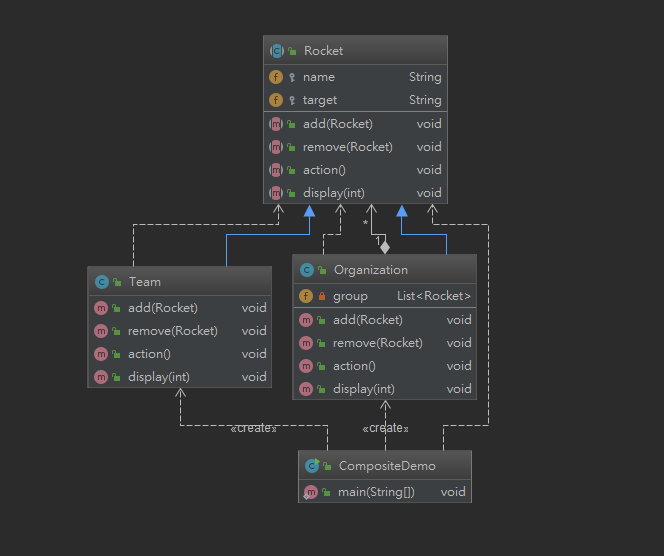 Rocket
name String
target String
add(Rocket) void
remove(Rocket) void
action() void
display(int) void
*
1
Team
add(Rocket) void
remove(Rocket) void
action() void
display(int) void
Organization
group List<Rocket>
add(Rocket) void
remove(Rocket) void
action() void
display(int) void
«create»
«create»
CompositeDemo
main(String[]) void